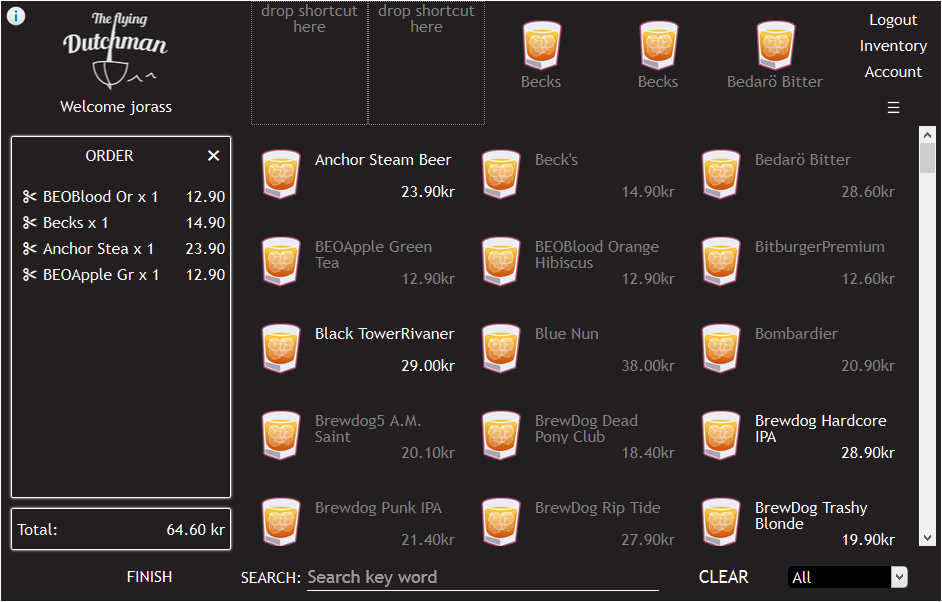 The flying
Dutchman
Welcome jorass
drop shortcut
here
drop shortcut
here
Becks
Becks
Bedarö Bitter
Logout
Inventory
Account
ORDER
BEOBlood Or x 1 12.90
Becks x 1 14.90
Anchor Stea x 1 23.90
BEOApple Gr x 1 12.90
Total: 64.60 kr
FINISH
Anchor Steam Beer
23.90kr
Beck's
14.90kr
Bedarö Bitter
28.60kr
BEOApple Green
Tea
12.90kr
BEOBlood Orange
Hibiscus
12.90kr
BitburgerPremium
12.60kr
Black TowerRivaner
29.00kr
Blue Nun
38.00kr
Bombardier
20.90kr
Brewdog5 A.M.
Saint
20.10kr
BrewDog Dead
Pony Club
18.40kr
Brewdog Hardcore
IPA
28.90kr
Brewdog Punk IPA
21.40kr
BrewDog Rip Tide
27.90kr
BrewDog Trashy
Blonde
19.90kr
SEARCH: Search key word
CLEAR
All